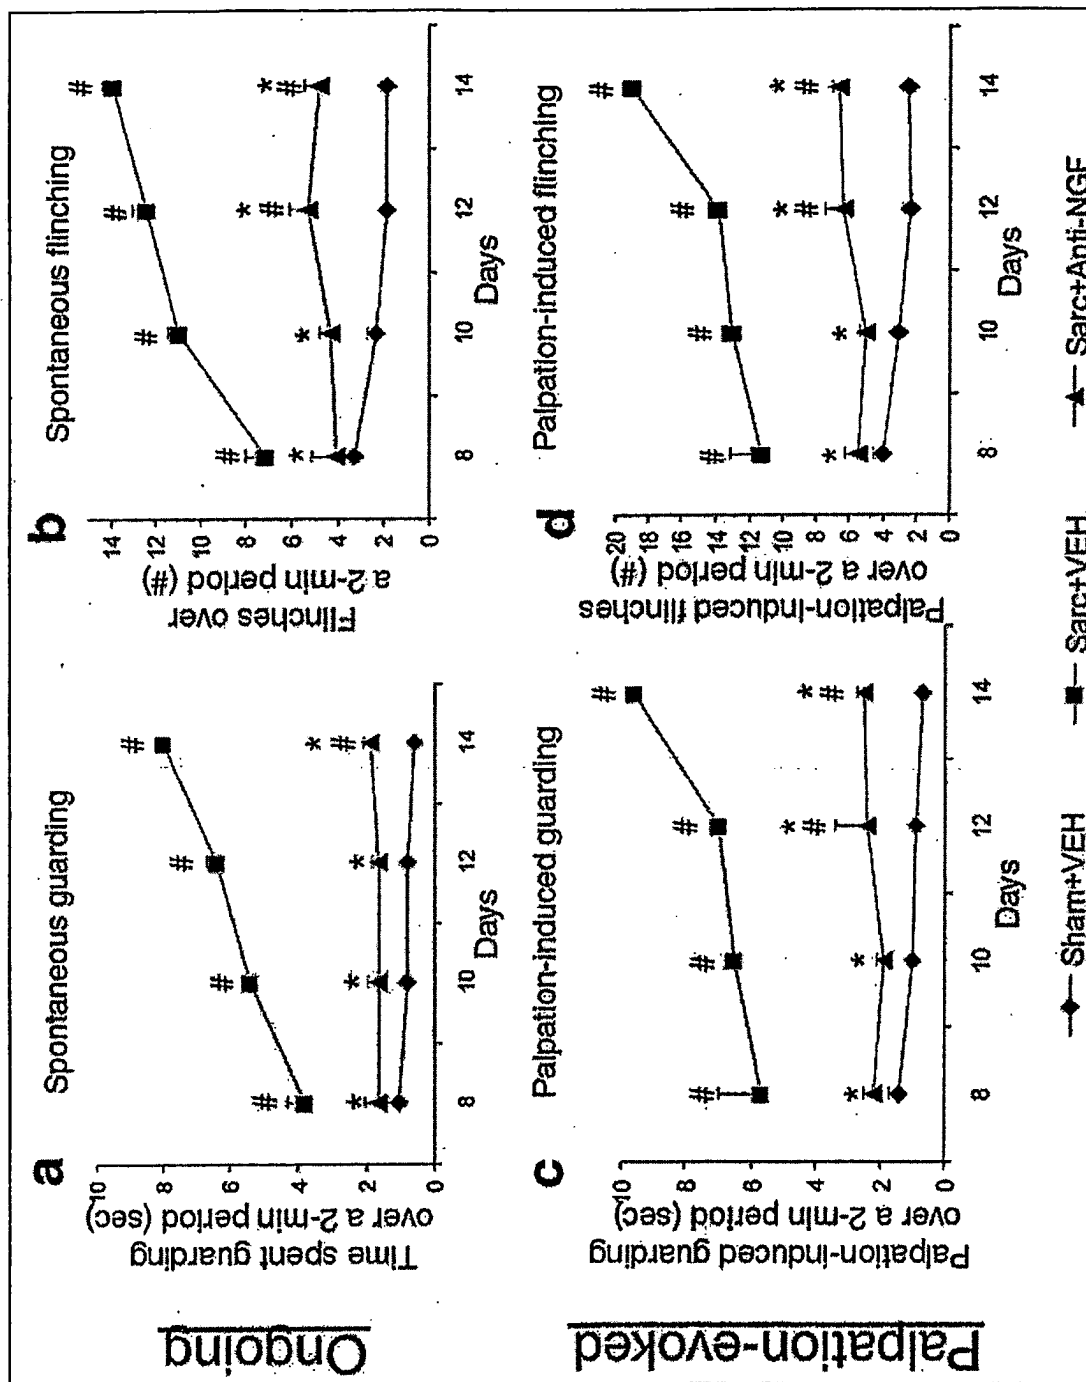 Ongoing
a
Spontaneous guarding
Time spent guarding
over a 2-min period (sec)
10
8
6
4
2
0
# # # #
* * * * #
8 10 12 14
Days
b
Spontaneous flinching
Flinches over
a 2-min period (#)
14
12
10
8
6
4
2
0
# # # #
* * * # * #
8 10 12 14
Days
Palpation-evoked
c
Palpation-induced guarding
Palpation-induced guarding
over a 2-min period (sec)
10
8
6
4
2
0
# # # #
* * * # * #
8 10 12 14
Days
d
Palpation-induced flinching
Palpation-induced flinches
over a 2 min period (#)
20
18
16
14
12
10
8
6
4
2
0
# # # #
* * * # * #
8 10 12 14
Days
Sham+VEH
Sarc+VEH
Sarc+Anti-NGF